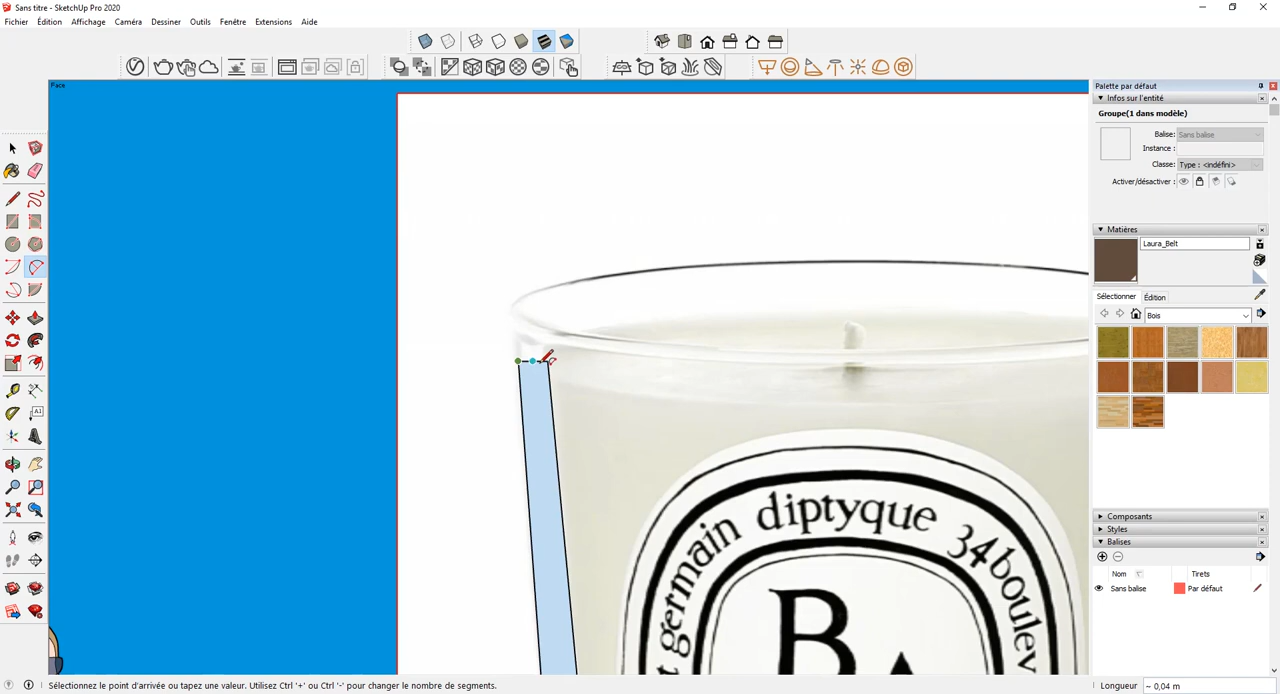 Sans titre - SketchUp Pro 2020
Fichier Édition Affichage Caméra Dessiner Outils Fenêtre Extensions Aide
Face
Palette par défaut
Infos sur l'entité
Groupe(1 dans modèle)
Balise: Sans balise
Instance :
Classe: Type : <indéfini>
Activer/désactiver :
Matières
Laura_Belt
Sélectionner Édition
Bois
Composants
Styles
Balises
Nom Tirets
Sans balise Par défaut
germain diptyque 34 boulev
B
Sélectionnez le point d'arrivée ou tapez une valeur. Utilisez Ctrl '+' ou Ctrl '-' pour changer le nombre de segments.
Longueur ~ 0,04 m